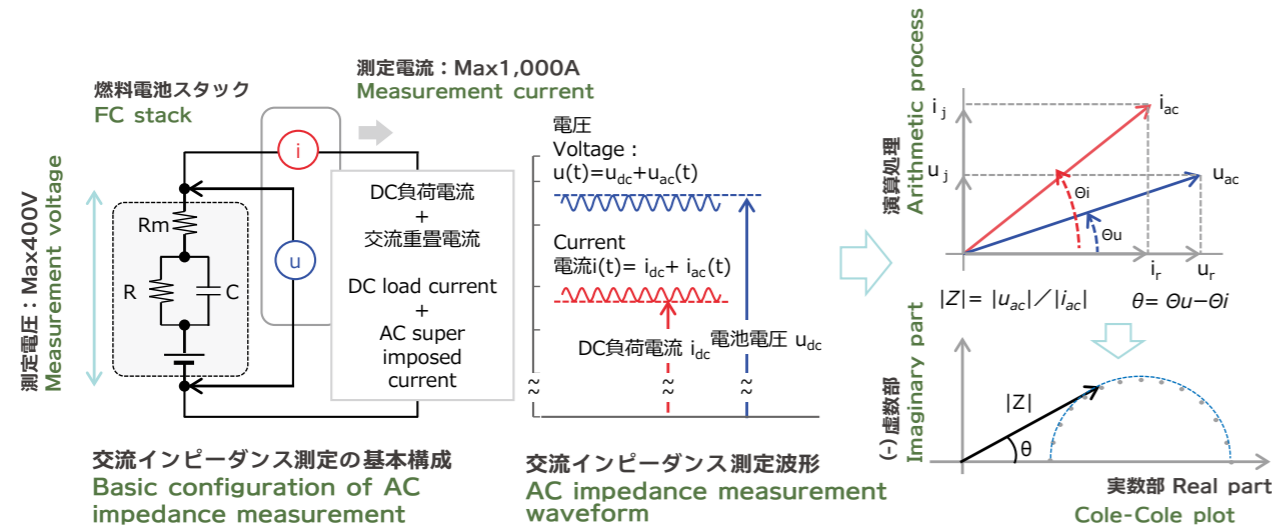 測定電流：Max1,000A
Measurement current
燃料電池スタック
FC stack
測定電圧：Max400V
Measurement voltage
i
u
Rm
R
C
DC負荷電流
+
交流重畳電流
DC load current
+
AC super
imposed
current
交流インピーダンス測定の基本構成
Basic configuration of AC
impedance measurement
電圧
Voltage :
u(t)=udc+uac(t)
Current
電流i(t)= idc+ iac(t)
DC負荷電流 idc
電池電圧 udc
≈
≈
≈
交流インピーダンス測定波形
AC impedance measurement
waveform
演算処理
Arithmetic process
ij
iac
uj
uac
Θi
Θu
ir
ur
|Z|= |uac|／|iac|
θ= Θu−Θi
(-)虚数部
Imaginary part
|Z|
θ
実数部 Real part
Cole-Cole plot